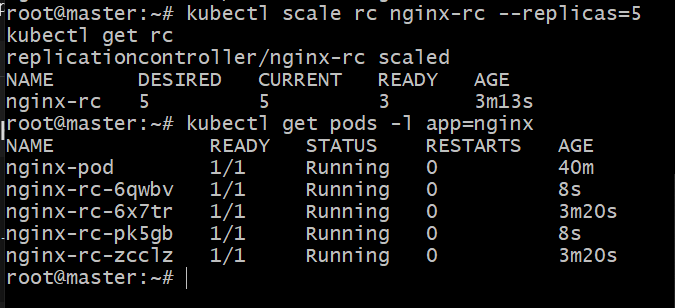 root@master:~# kubectl scale rc nginx-rc --replicas=5
kubectl get rc
replicationcontroller/nginx-rc scaled
NAME DESIRED CURRENT READY AGE
nginx-rc 5 5 3 3m13s
root@master:~# kubectl get pods -l app=nginx
NAME READY STATUS RESTARTS AGE
nginx-pod 1/1 Running 0 40m
nginx-rc-6qwbv 1/1 Running 0 8s
nginx-rc-6x7tr 1/1 Running 0 3m20s
nginx-rc-pk5gb 1/1 Running 0 8s
nginx-rc-zcclz 1/1 Running 0 3m20s
root@master:~#